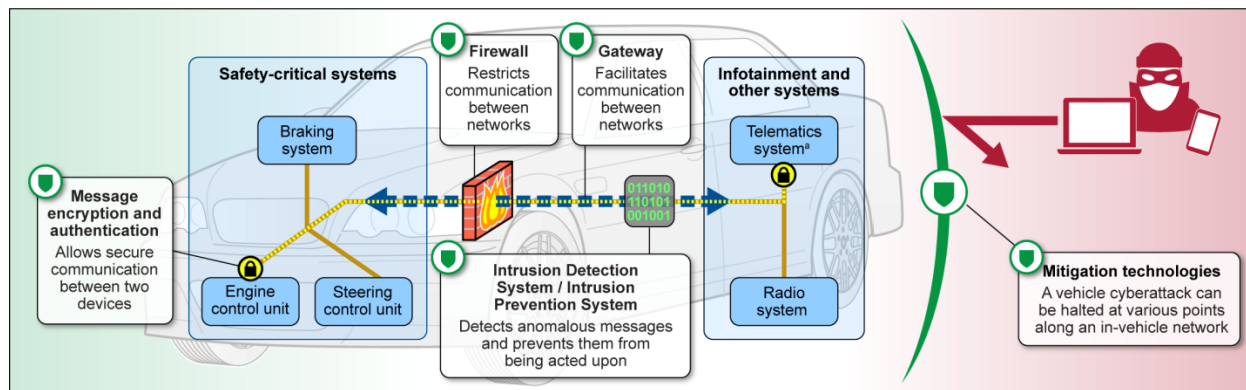 Safety-critical systems
Braking
system
Engine
control unit
Steering
control unit
Message
encryption and
authentication
Allows secure
communication
between two
devices
Firewall
Restricts
communication
between
networks
Gateway
Facilitates
communication
between
networks
011010
110101
001001
Intrusion Detection
System / Intrusion
Prevention System
Detects anomalous messages
and prevents them from
being acted upon
Infotainment and
other systems
Telematics
systemᵃ
Radio
system
Mitigation technologies
A vehicle cyberattack can
be halted at various points
along an in-vehicle network